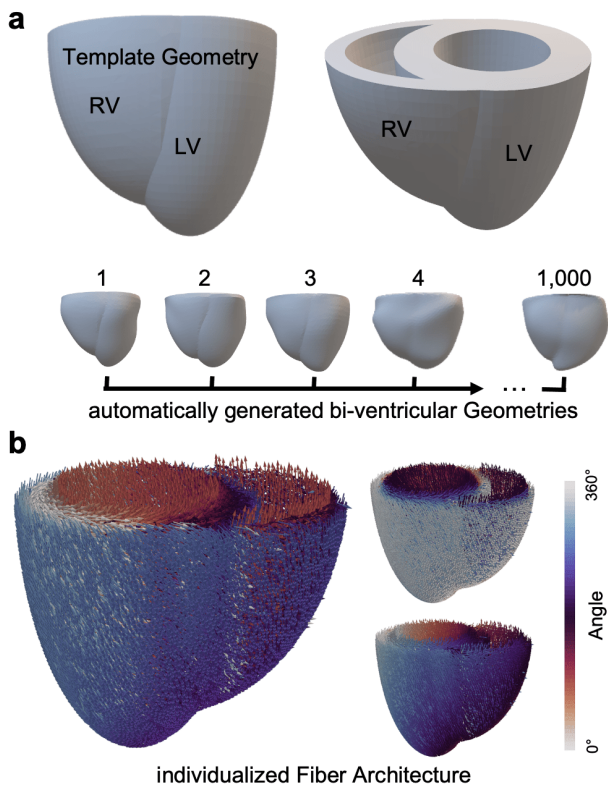 a
Template Geometry
RV
LV
RV
LV
1
2
3
4
1,000
...
automatically generated bi-ventricular Geometries
b
360°
Angle
0°
individualized Fiber Architecture